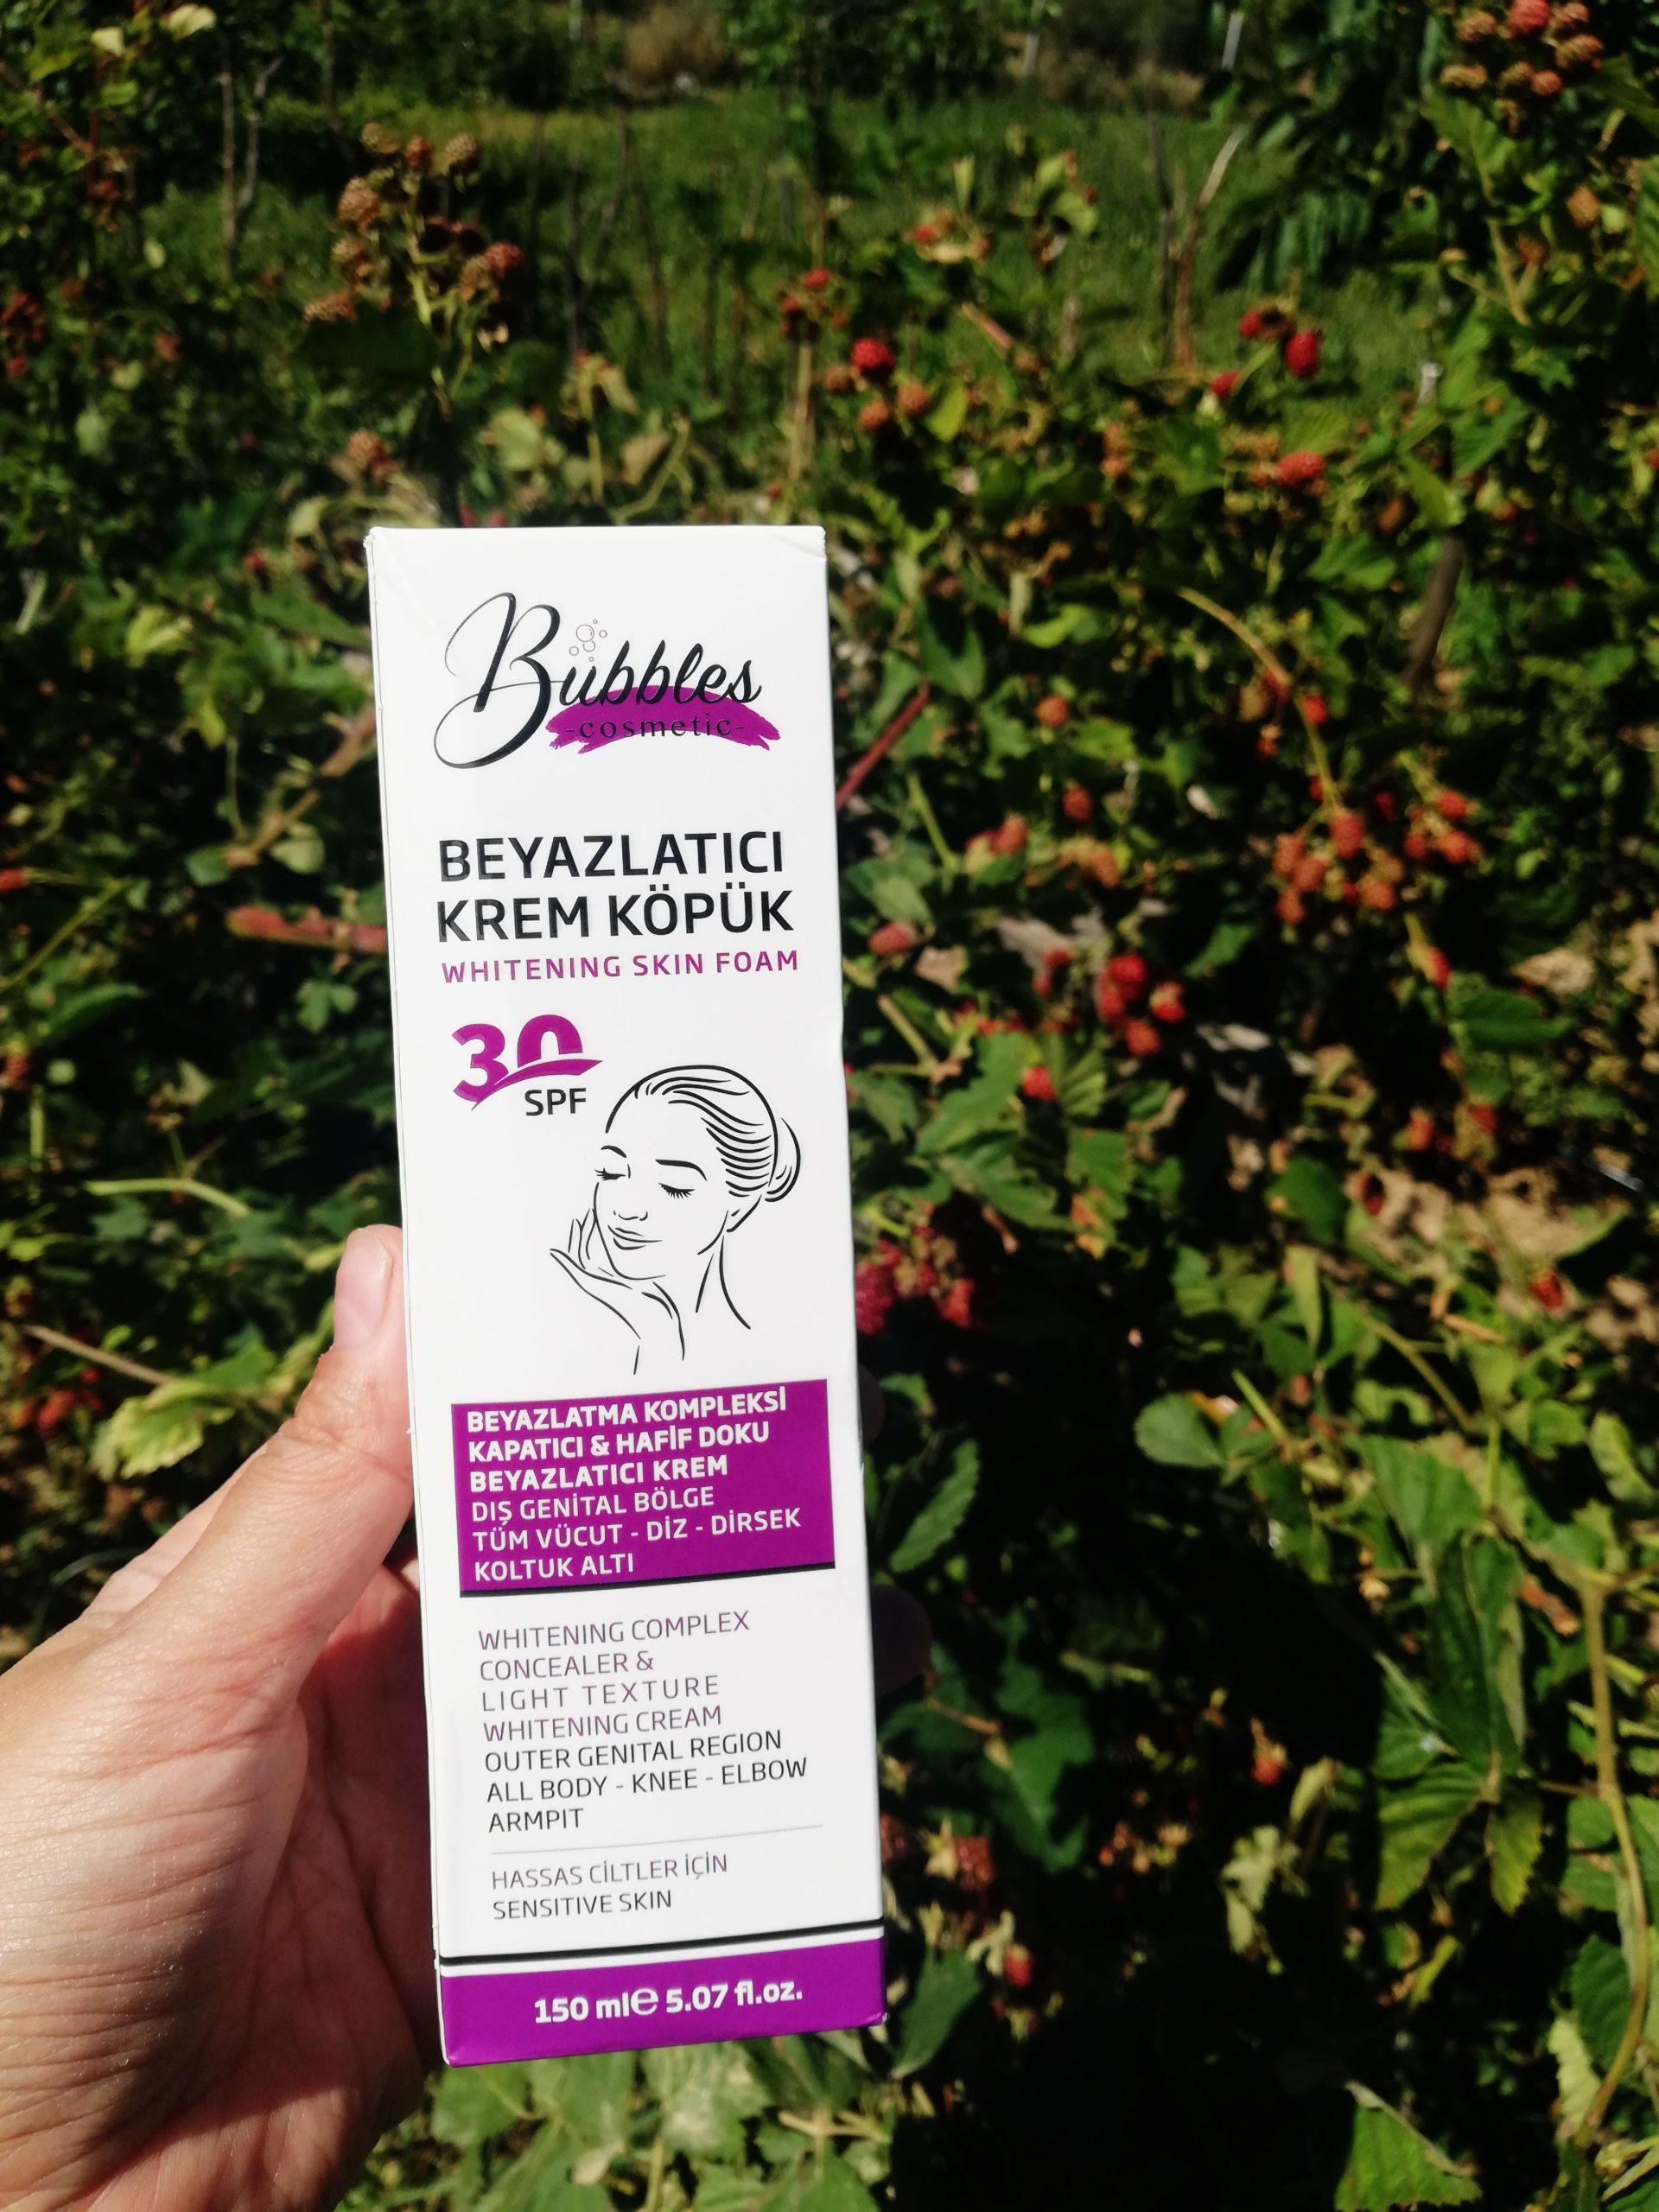 Bubbles
-cosmetic-
BEYAZLATICI
KREM KÖPÜK
WHITENING SKIN FOAM
30
SPF
BEYAZLATMA KOMPLEKSİ
KAPATICI & HAFİF DOKU
BEYAZLATICI KREM
DIŞ GENİTAL BÖLGE
TÜM VÜCUT - DİZ - DİRSEK
KOLTUK ALTI
WHITENING COMPLEX
CONCEALER &
LIGHT TEXTURE
WHITENING CREAM
OUTER GENITAL REGION
ALL BODY - KNEE - ELBOW
ARMPIT
HASSAS CİLTLER İÇİN
SENSITIVE SKIN
150 ml℮ 5.07 fl.oz.